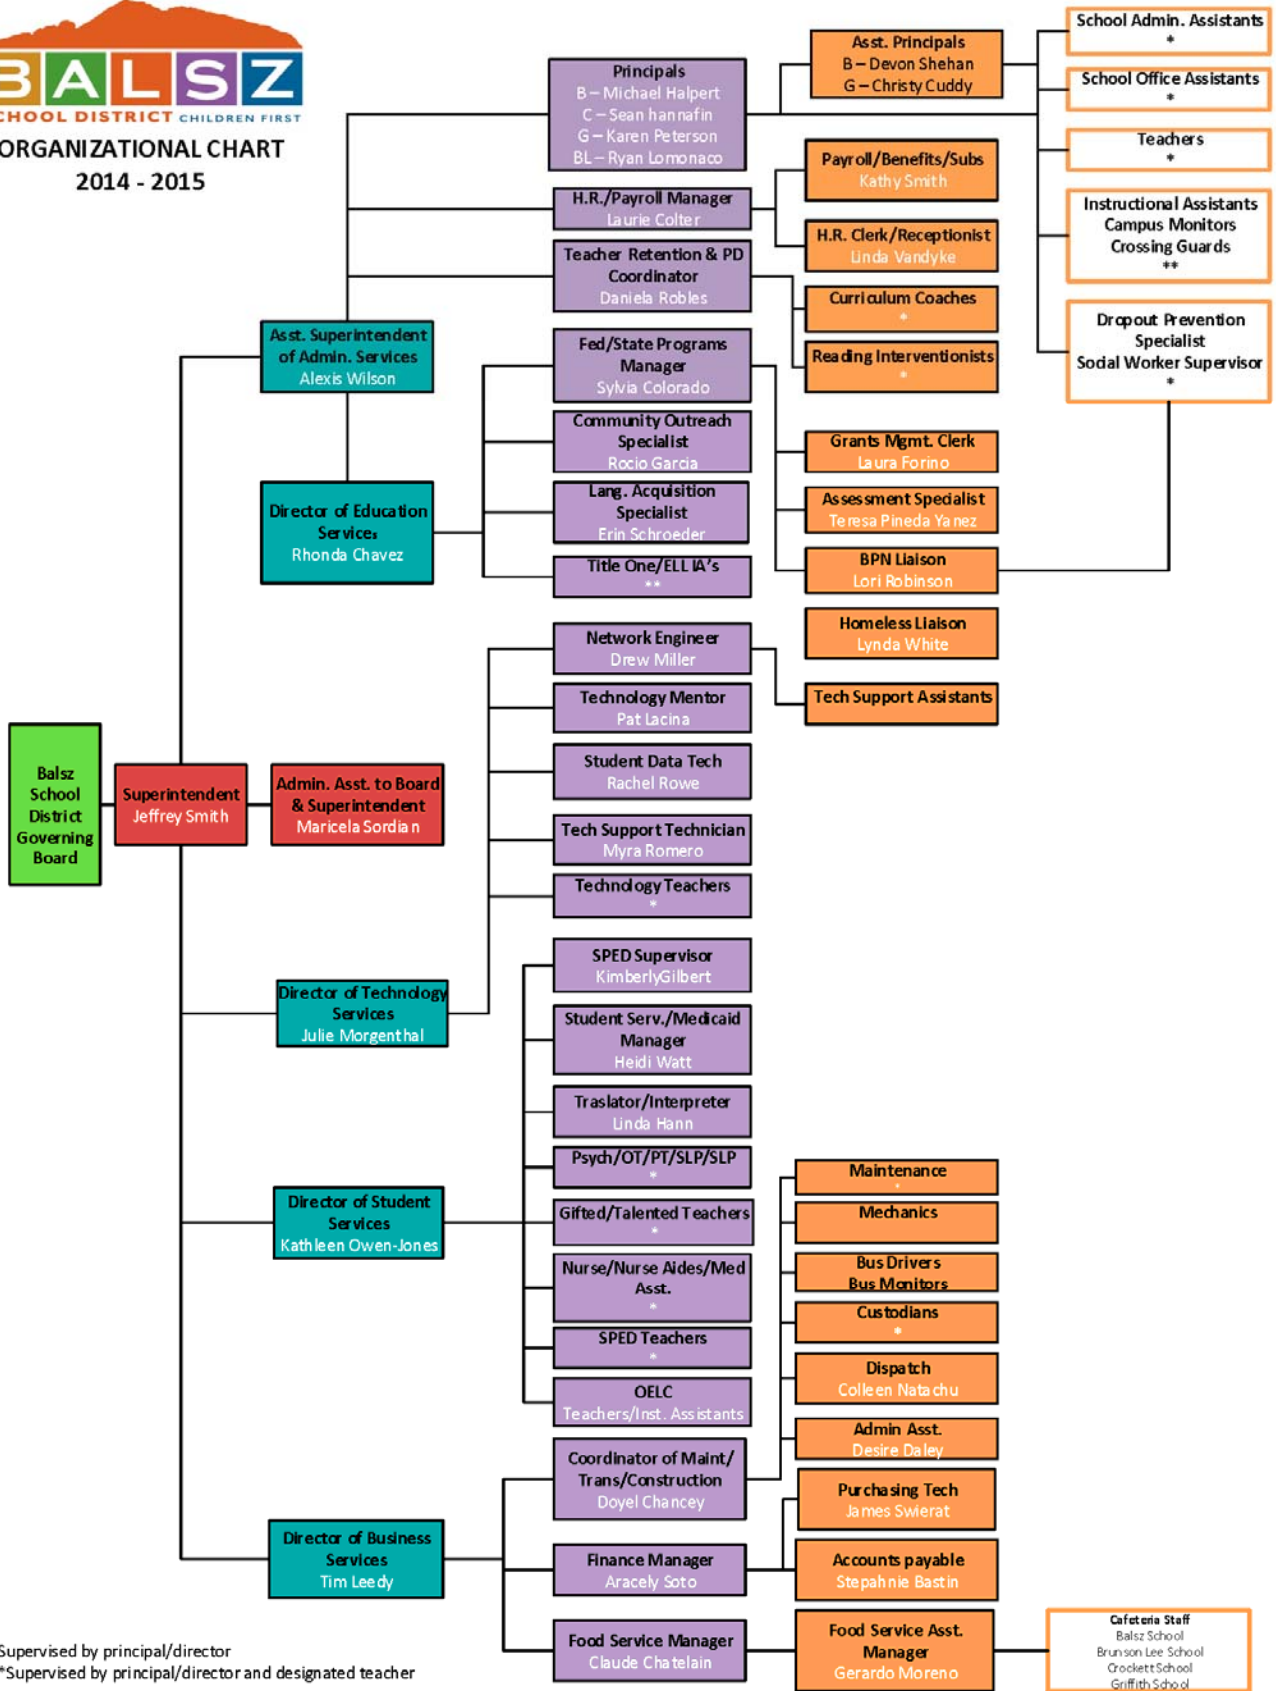 BALSZ
SCHOOL DISTRICT CHILDREN FIRST
ORGANIZATIONAL CHART
2014 - 2015
Balsz
School
District
Governing
Board
Superintendent
Jeffrey Smith
Admin. Asst. to Board
& Superintendent
Maricela Sordian
Asst. Superintendent
of Admin. Services
Alexis Wilson
Director of Education
Services
Rhonda Chavez
Director of Technology
Services
Julie Morgenthal
Director of Student
Services
Kathleen Owen-Jones
Director of Business
Services
Tim Leedy
Principals
B – Michael Halpert
C – Sean hannafin
G – Karen Peterson
BL – Ryan Lomonaco
H.R./Payroll Manager
Laurie Colter
Teacher Retention & PD
Coordinator
Daniela Robles
Fed/State Programs
Manager
Sylvia Colorado
Community Outreach
Specialist
Rocio Garcia
Lang. Acquisition
Specialist
Erin Schroeder
Title One/ELL IA's
**
Network Engineer
Drew Miller
Technology Mentor
Pat Lacina
Student Data Tech
Rachel Rowe
Tech Support Technician
Myra Romero
Technology Teachers
*
SPED Supervisor
KimberlyGilbert
Student Serv./Medicaid
Manager
Heidi Watt
Traslator/Interpreter
Linda Hann
Psych/OT/PT/SLP/SLP
*
Gifted/Talented Teachers
*
Nurse/Nurse Aides/Med
Asst.
*
SPED Teachers
*
OELC
Teachers/Inst. Assistants
Coordinator of Maint/
Trans/Construction
Doyel Chancey
Finance Manager
Aracely Soto
Food Service Manager
Claude Chatelain
Asst. Principals
B – Devon Shehan
G – Christy Cuddy
Payroll/Benefits/Subs
Kathy Smith
H.R. Clerk/Receptionist
Linda Vandyke
Curriculum Coaches
*
Reading Interventionists
*
Grants Mgmt. Clerk
Laura Forino
Assessment Specialist
Teresa Pineda Yanez
BPN Liaison
Lori Robinson
Homeless Liaison
Lynda White
Tech Support Assistants
Maintenance
*
Mechanics
Bus Drivers
Bus Monitors
Custodians
*
Dispatch
Colleen Natachu
Admin Asst.
Desire Daley
Purchasing Tech
James Swierat
Accounts payable
Stepahnie Bastin
Food Service Asst.
Manager
Gerardo Moreno
School Admin. Assistants
*
School Office Assistants
*
Teachers
*
Instructional Assistants
Campus Monitors
Crossing Guards
**
Dropout Prevention
Specialist
Social Worker Supervisor
*
Cafeteria Staff
Balsz School
Brunson Lee School
Crockett School
Griffith School
Supervised by principal/director
*Supervised by principal/director and designated teacher